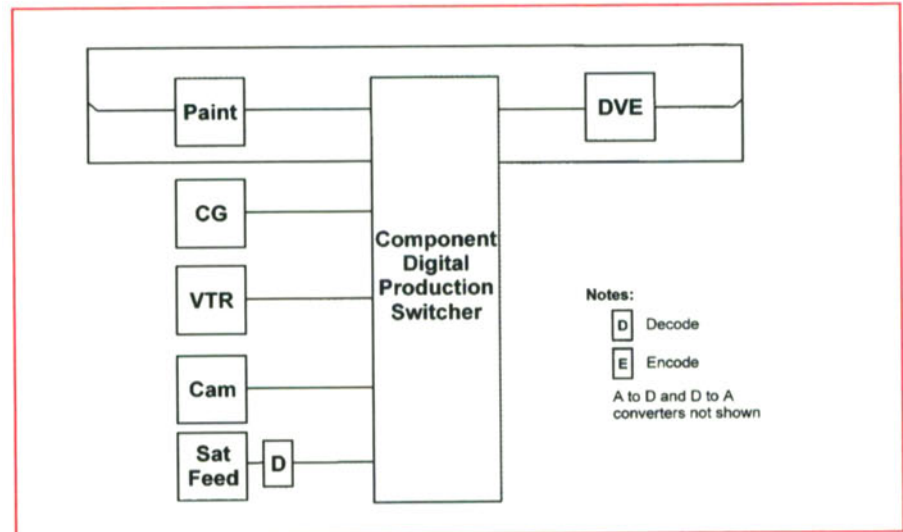 Paint
DVE
CG
VTR
Cam
Sat
Feed
D
Component
Digital
Production
Switcher
Notes:
D Decode
E Encode
A to D and D to A
converters not shown